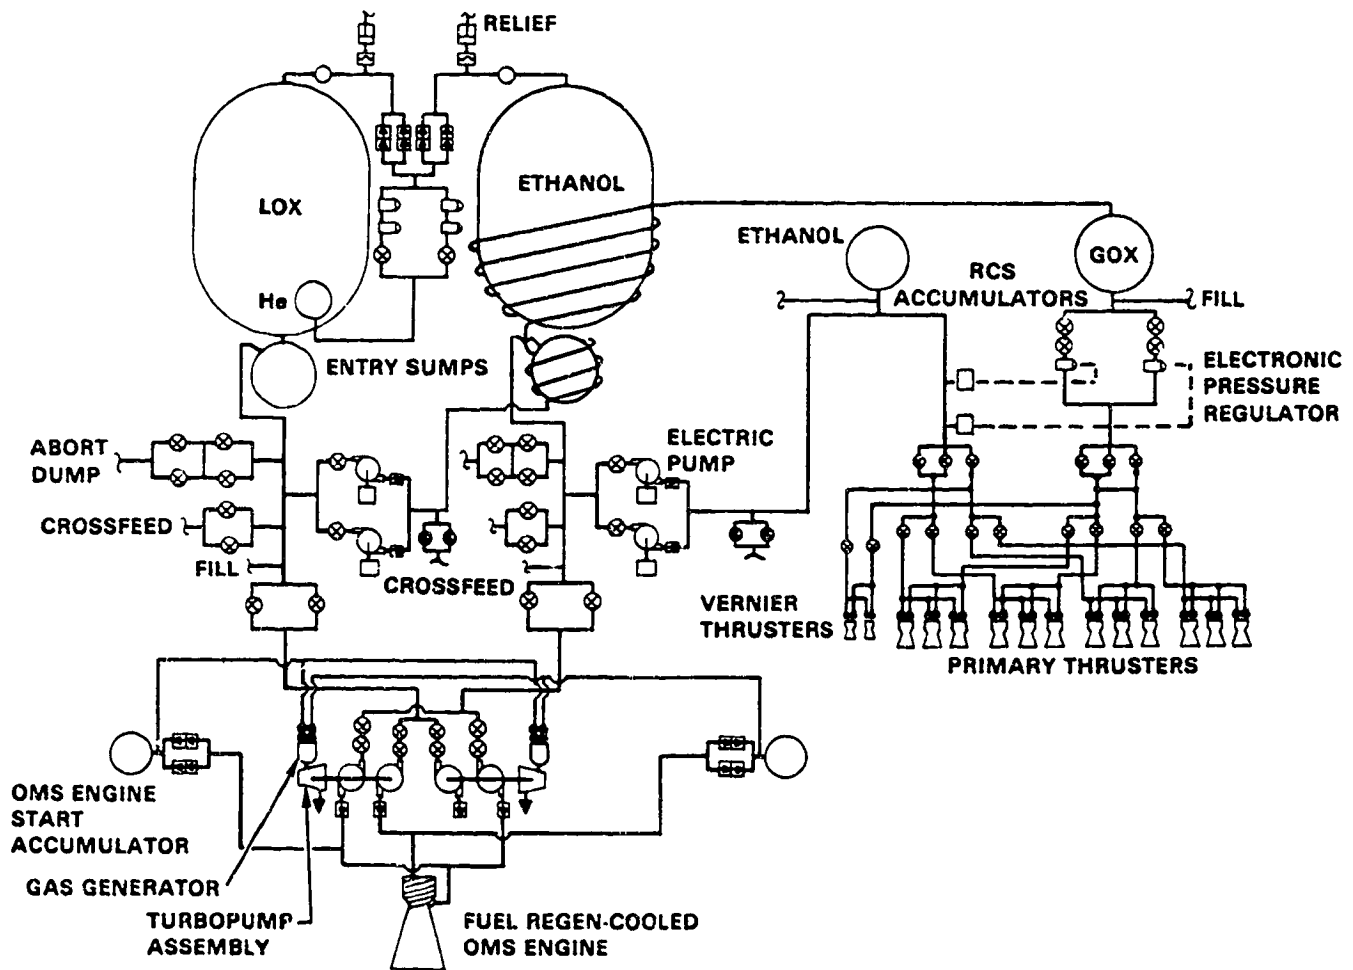 RELIEF
LOX
ETHANOL
He
ETHANOL
GOX
RCS
ACCUMULATORS
FILL
ENTRY SUMPS
ELECTRONIC
PRESSURE
REGULATOR
ABORT
DUMP
ELECTRIC
PUMP
CROSSFEED
FILL
CROSSFEED
VERNIER
THRUSTERS
PRIMARY THRUSTERS
OMS ENGINE
START
ACCUMULATOR
GAS GENERATOR
TURBOPUMP
ASSEMBLY
FUEL REGEN-COOLED
OMS ENGINE